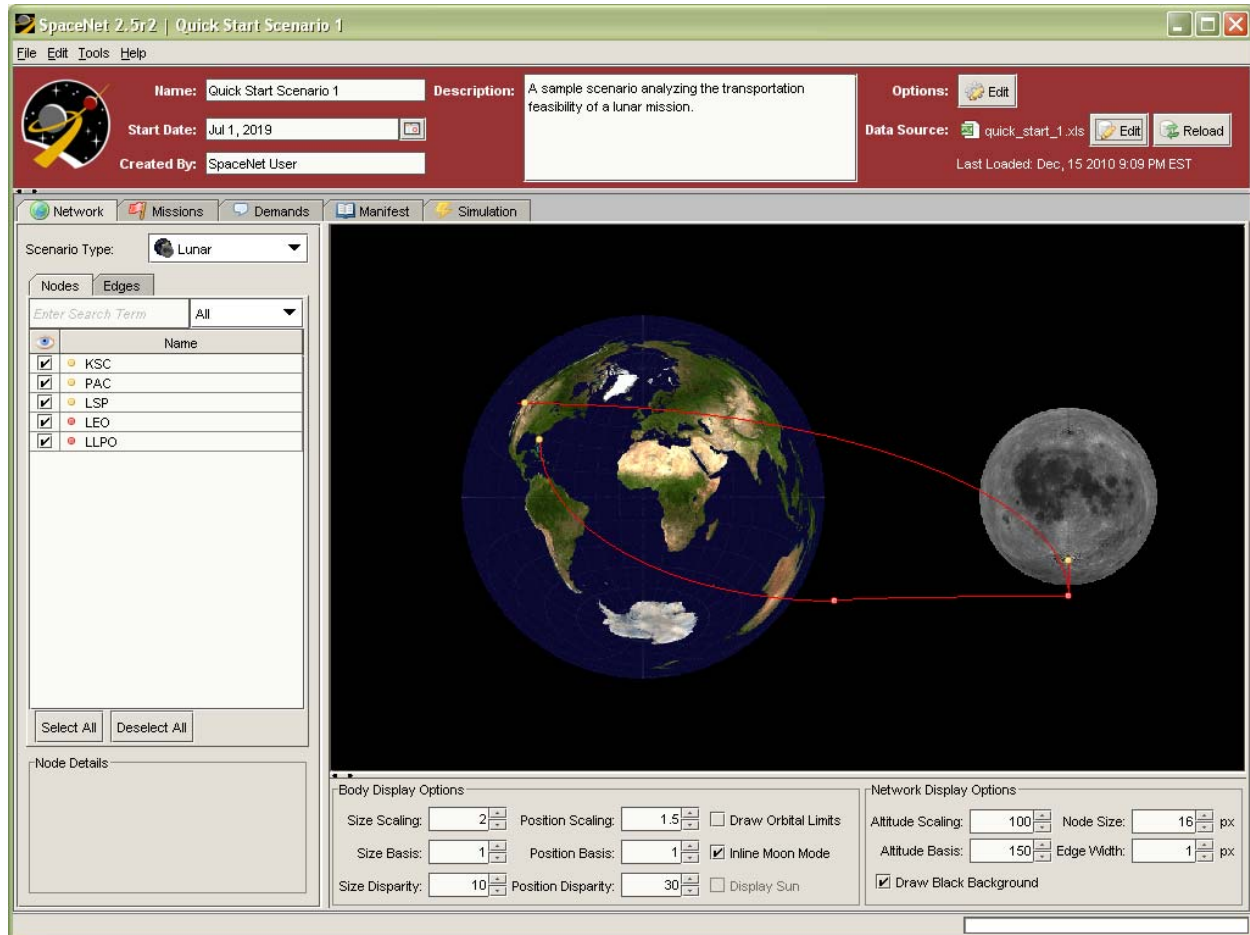 SpaceNet 2.5r2 | Quick Start Scenario 1
File Edit Tools Help
Name: Quick Start Scenario 1
Start Date: Jul 1, 2019
Created By: SpaceNet User
Description: A sample scenario analyzing the transportation
feasibility of a lunar mission.
Options: Edit
Data Source: quick_start_1.xls Edit Reload
Last Loaded: Dec, 15 2010 9:09 PM EST
Network Missions Demands Manifest Simulation
Scenario Type: Lunar
Nodes Edges
Enter Search Term All
Name
KSC
PAC
LSP
LEO
LLPO
Select All Deselect All
Node Details
Body Display Options
Size Scaling: 2 Position Scaling: 1.5 Draw Orbital Limits
Size Basis: 1 Position Basis: 1 Inline Moon Mode
Size Disparity: 10 Position Disparity: 30 Display Sun
Network Display Options
Altitude Scaling: 100 Node Size: 16 px
Altitude Basis: 150 Edge Width: 1 px
Draw Black Background